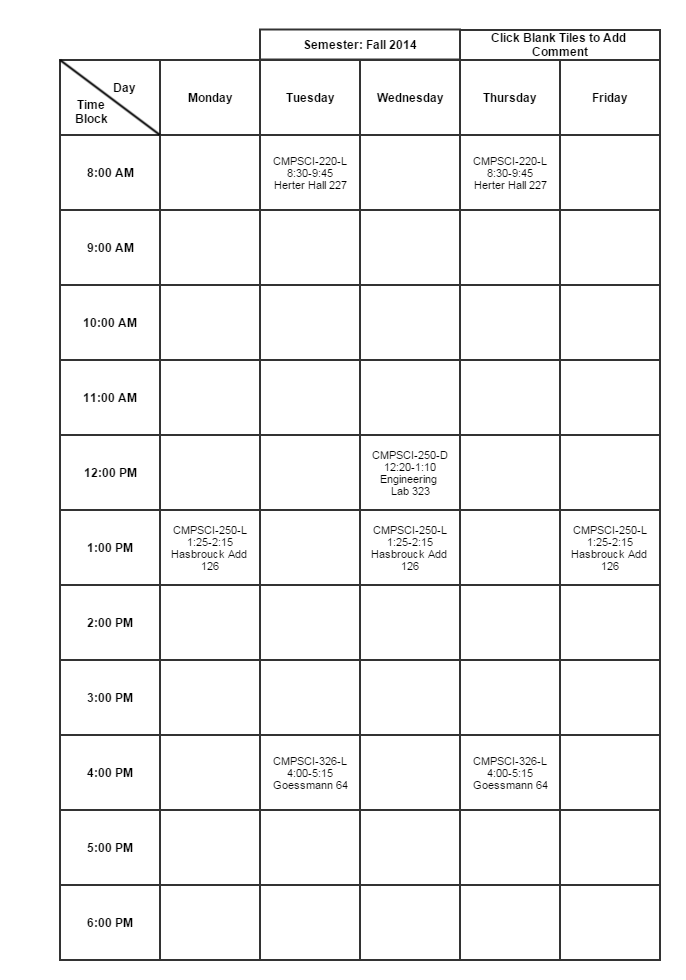 Semester: Fall 2014
Click Blank Tiles to Add
Comment
Day
Time
Block
Monday
Tuesday
Wednesday
Thursday
Friday
8:00 AM
CMPSCI-220-L
8:30-9:45
Herter Hall 227
CMPSCI-220-L
8:30-9:45
Herter Hall 227
9:00 AM
10:00 AM
11:00 AM
12:00 PM
CMPSCI-250-D
12:20-1:10
Engineering
Lab 323
1:00 PM
CMPSCI-250-L
1:25-2:15
Hasbrouck Add
126
CMPSCI-250-L
1:25-2:15
Hasbrouck Add
126
CMPSCI-250-L
1:25-2:15
Hasbrouck Add
126
2:00 PM
3:00 PM
4:00 PM
CMPSCI-326-L
4:00-5:15
Goessmann 64
CMPSCI-326-L
4:00-5:15
Goessmann 64
5:00 PM
6:00 PM